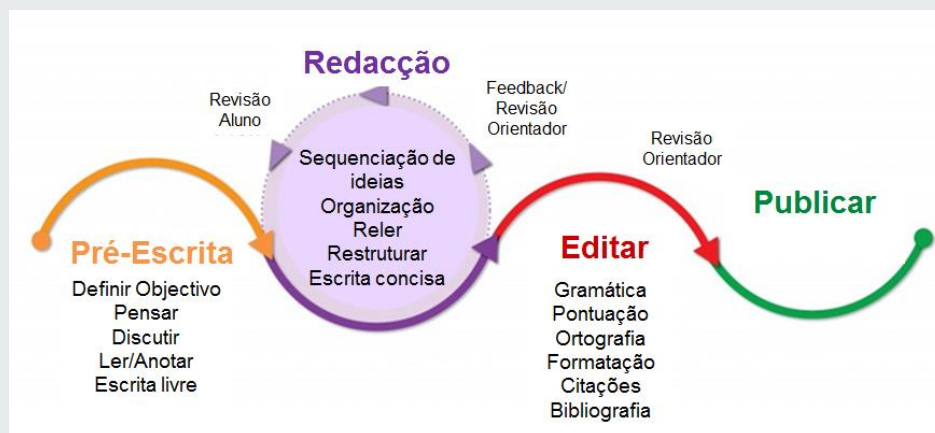 Redacção
Revisão
Aluno
Feedback/
Revisão
Orientador
Sequenciação de
ideias
Organização
Reler
Restruturar
Escrita concisa
Pré-Escrita
Definir Objectivo
Pensar
Discutir
Ler/Anotar
Escrita livre
Revisão
Orientador
Editar
Gramática
Pontuação
Ortografia
Formatação
Citações
Bibliografia
Publicar